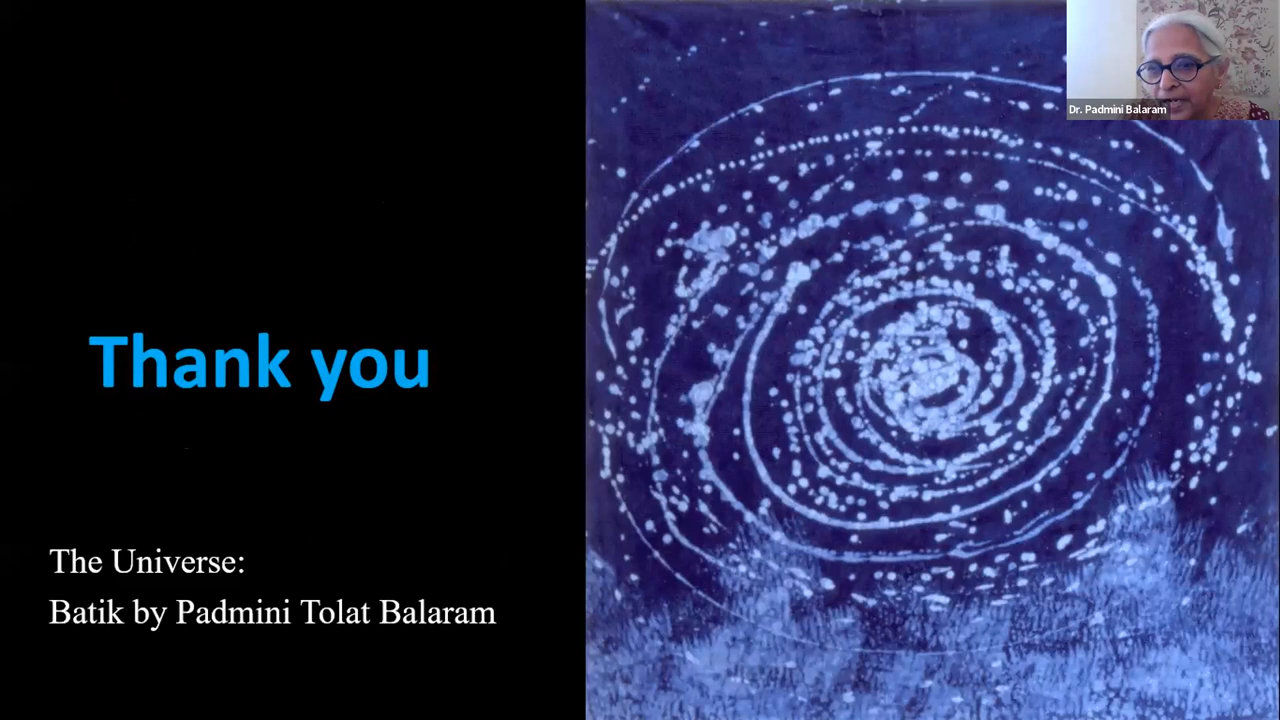 Dr. Padmini Balaram
Thank you
The Universe:
Batik by Padmini Tolat Balaram